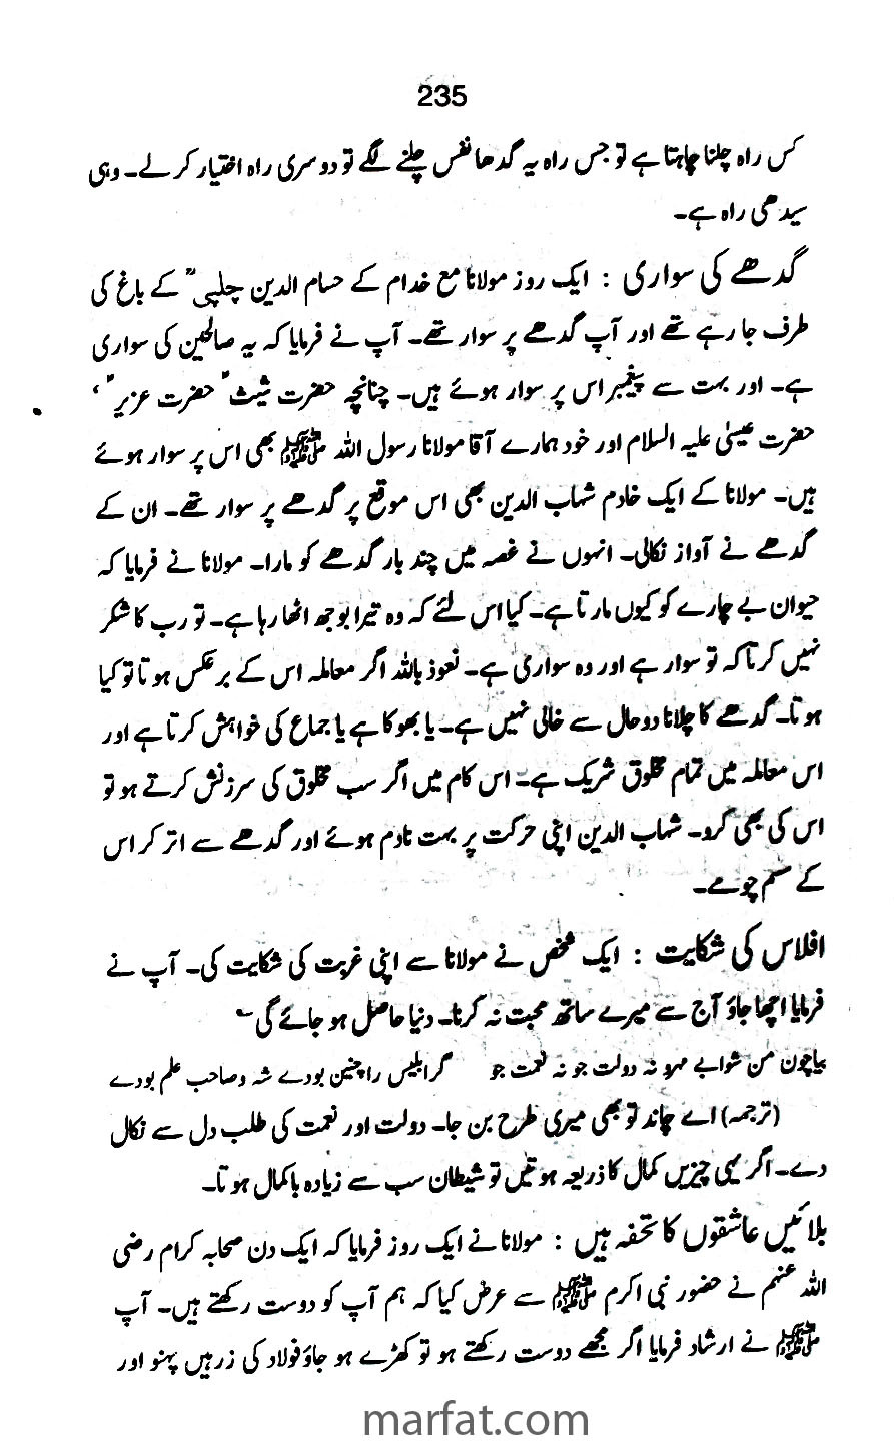 235
کس راہ چلنا چاہتا ہے تو جس راہ یہ گدھا نفس چلنے لگے تو دوسری راہ اختیار کر لے۔ وہی
سیدھی راہ ہے۔
گدھے کی سواری : ایک روز مولانا مع خدام کے حسام الدین چلپیؒ کے باغ کی
طرف جا رہے تھے اور آپ گدھے پر سوار تھے۔ آپ نے فرمایا کہ یہ صالحین کی سواری
ہے۔ اور بہت سے پیغمبر اس پر سوار ہوئے ہیں۔ چنانچہ حضرت شیثؑ حضرت عزیرؑ،
حضرت عیسیٰ علیہ السلام اور خود ہمارے آقا مولانا رسول اللہ ﷺ بھی اس پر سوار ہوئے
ہیں۔ مولانا کے ایک خادم شہاب الدین بھی اس موقع پر گدھے پر سوار تھے۔ ان کے
گدھے نے آواز نکالی۔ انہوں نے غصہ میں چند بار گدھے کو مارا۔ مولانا نے فرمایا کہ
حیوان بے چارے کو کیوں مارتا ہے۔ کیا اس لئے کہ وہ تیرا بوجھ اٹھا رہا ہے۔ تو رب کا شکر
نہیں کرتا کہ تو سوار ہے اور وہ سواری ہے۔ نعوذ باللہ اگر معاملہ اس کے برعکس ہوتا تو کیا
ہوتا۔ گدھے کا چلانا دو حال سے خالی نہیں ہے۔ یا بھوکا ہے یا جماع کی خواہش کرتا ہے اور
اس معاملہ میں تمام مخلوق شریک ہے۔ اس کام میں اگر سب مخلوق کی سرزنش کرتے ہو تو
اس کی بھی کرو۔ شہاب الدین اپنی حرکت پر بہت نادم ہوئے اور گدھے سے اتر کر اس
کے سم چومے۔
افلاس کی شکایت : ایک شخص نے مولانا سے اپنی غربت کی شکایت کی۔ آپ نے
فرمایا اچھا جاؤ آج سے میرے ساتھ محبت نہ کرنا۔ دنیا حاصل ہو جائے گی ؎
بیاچون من شوابے مہو نہ دولت جو نہ نعمت جو گر ابلیس را چنین بودے شہ و صاحب علم بودے
(ترجمہ) اے چاند تو بھی میری طرح بن جا۔ دولت اور نعمت کی طلب دل سے نکال
دے۔ اگر یہی چیزیں کمال کا ذریعہ ہوتیں تو شیطان سب سے زیادہ باکمال ہوتا۔
بلائیں عاشقوں کا تحفہ ہیں : مولانا نے ایک روز فرمایا کہ ایک دن صحابہ کرام رضی
اللہ عنہم نے حضور نبی اکرم ﷺ سے عرض کیا کہ ہم آپ کو دوست رکھتے ہیں۔ آپ
ﷺ نے ارشاد فرمایا اگر مجھے دوست رکھتے ہو تو کھڑے ہو جاؤ فولاد کی زرہیں پہنو اور
marfat.com